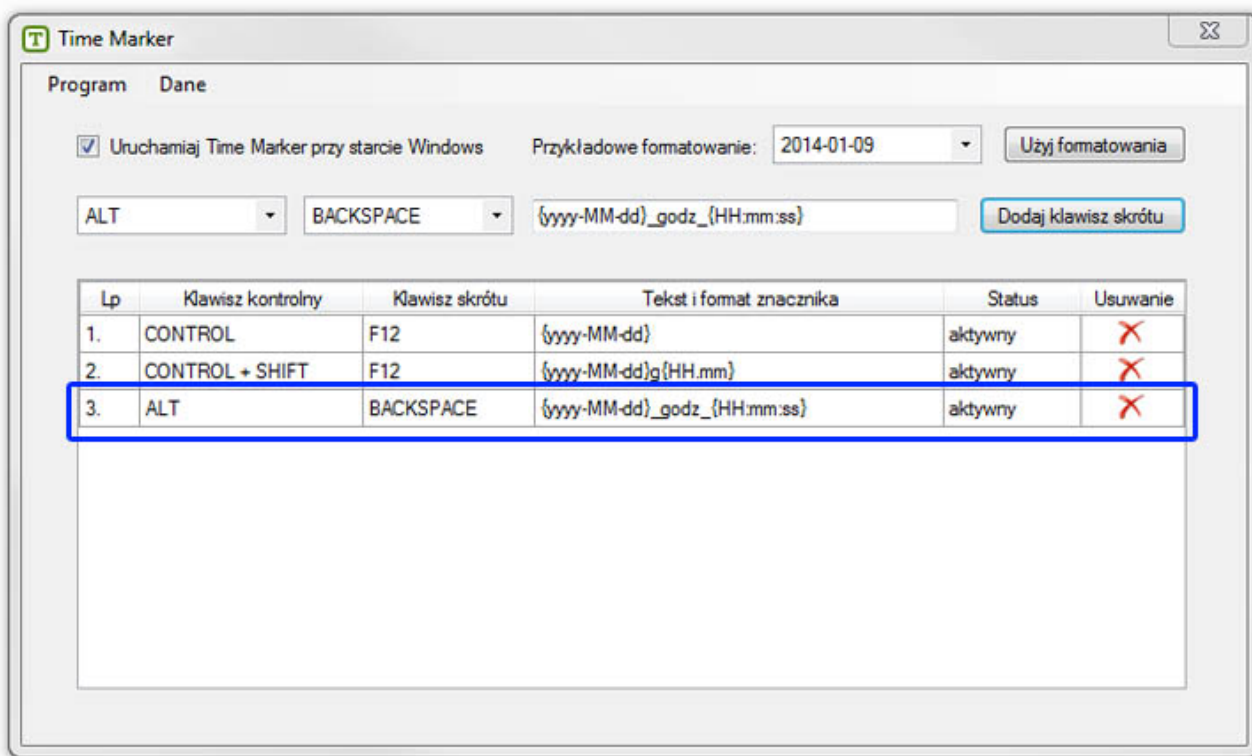 Time Marker
Program Dane
Uruchamiaj Time Marker przy starcie Windows Przykładowe formatowanie: 2014-01-09 Użyj formatowania
ALT BACKSPACE {yyyy-MM-dd}_godz_{HH:mm:ss} Dodaj klawisz skrótu
Lp Klawisz kontrolny Klawisz skrótu Tekst i format znacznika Status Usuwanie
1. CONTROL F12 {yyyy-MM-dd} aktywny
2. CONTROL + SHIFT F12 {yyyy-MM-dd}g{HH.mm} aktywny
3. ALT BACKSPACE {yyyy-MM-dd}_godz_{HH:mm:ss} aktywny